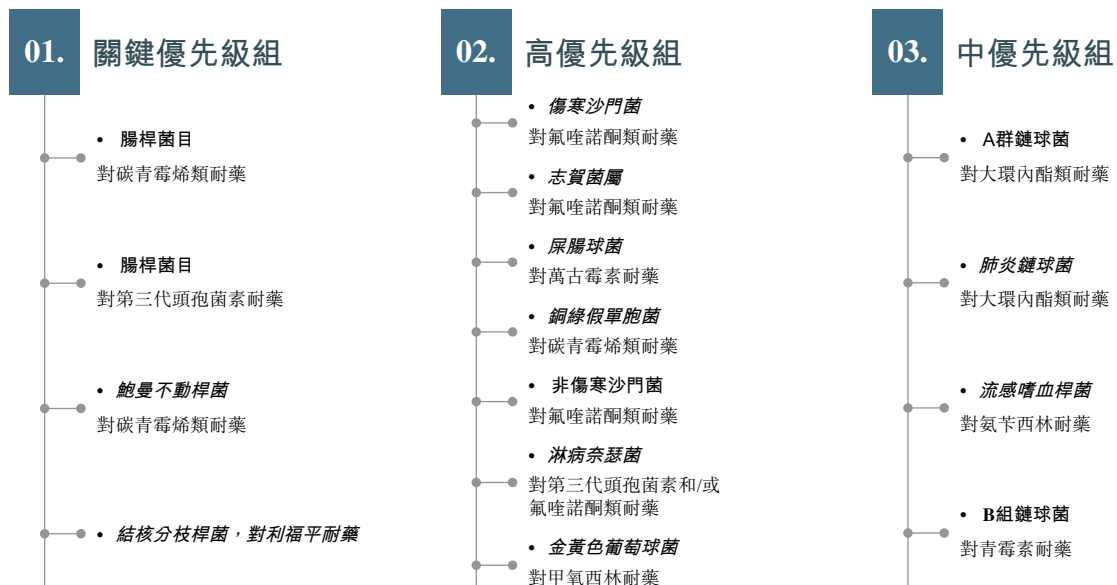 01. 關鍵優先級組
• 腸桿菌目
對碳青霉烯類耐藥
• 腸桿菌目
對第三代頭孢菌素耐藥
• 鮑曼不動桿菌
對碳青霉烯類耐藥
• 結核分枝桿菌，對利福平耐藥
02. 高優先級組
• 傷寒沙門菌
對氟喹諾酮類耐藥
• 志賀菌屬
對氟喹諾酮類耐藥
• 屎腸球菌
對萬古霉素耐藥
• 銅綠假單胞菌
對碳青霉烯類耐藥
• 非傷寒沙門菌
對氟喹諾酮類耐藥
• 淋病奈瑟菌
對第三代頭孢菌素和/或
氟喹諾酮類耐藥
• 金黃色葡萄球菌
對甲氧西林耐藥
03. 中優先級組
• A群鏈球菌
對大環內酯類耐藥
• 肺炎鏈球菌
對大環內酯類耐藥
• 流感嗜血桿菌
對氨苄西林耐藥
• B組鏈球菌
對青霉素耐藥